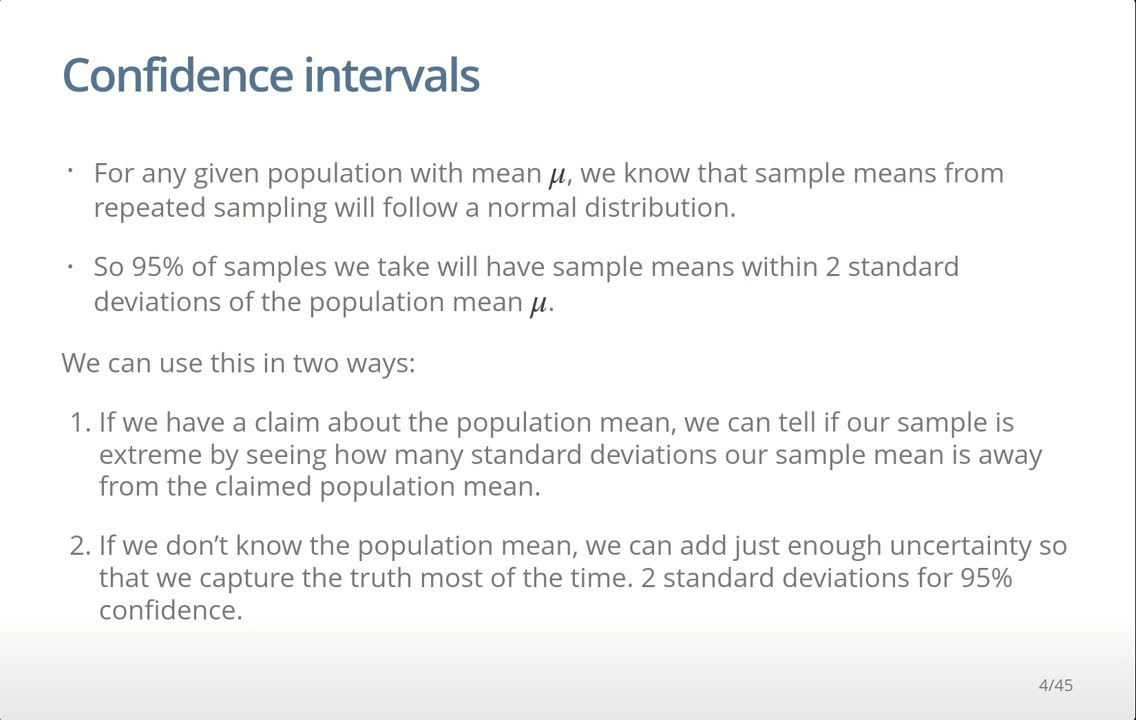 Confidence intervals
· For any given population with mean μ, we know that sample means from
repeated sampling will follow a normal distribution.
· So 95% of samples we take will have sample means within 2 standard
deviations of the population mean μ.
We can use this in two ways:
1. If we have a claim about the population mean, we can tell if our sample is
extreme by seeing how many standard deviations our sample mean is away
from the claimed population mean.
2. If we don’t know the population mean, we can add just enough uncertainty so
that we capture the truth most of the time. 2 standard deviations for 95%
confidence.
4/45